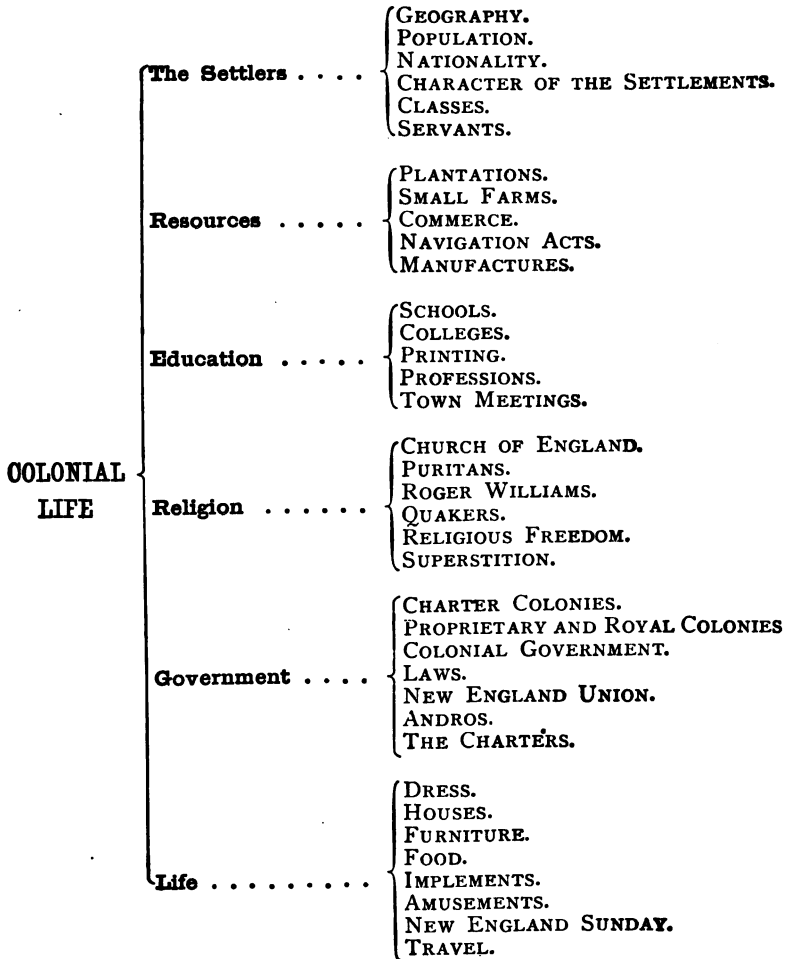 COLONIAL
LIFE
The Settlers . . . .
GEOGRAPHY.
POPULATION.
NATIONALITY.
CHARACTER OF THE SETTLEMENTS.
CLASSES.
SERVANTS.
Resources . . . . .
PLANTATIONS.
SMALL FARMS.
COMMERCE.
NAVIGATION ACTS.
MANUFACTURES.
Education . . . . .
SCHOOLS.
COLLEGES.
PRINTING.
PROFESSIONS.
TOWN MEETINGS.
Religion . . . . . .
CHURCH OF ENGLAND.
PURITANS.
ROGER WILLIAMS.
QUAKERS.
RELIGIOUS FREEDOM.
SUPERSTITION.
Government . . . .
CHARTER COLONIES.
PROPRIETARY AND ROYAL COLONIES
COLONIAL GOVERNMENT.
LAWS.
NEW ENGLAND UNION.
ANDROS.
THE CHARTERS.
Life . . . . . . . . .
DRESS.
HOUSES.
FURNITURE.
FOOD.
IMPLEMENTS.
AMUSEMENTS.
NEW ENGLAND SUNDAY.
TRAVEL.